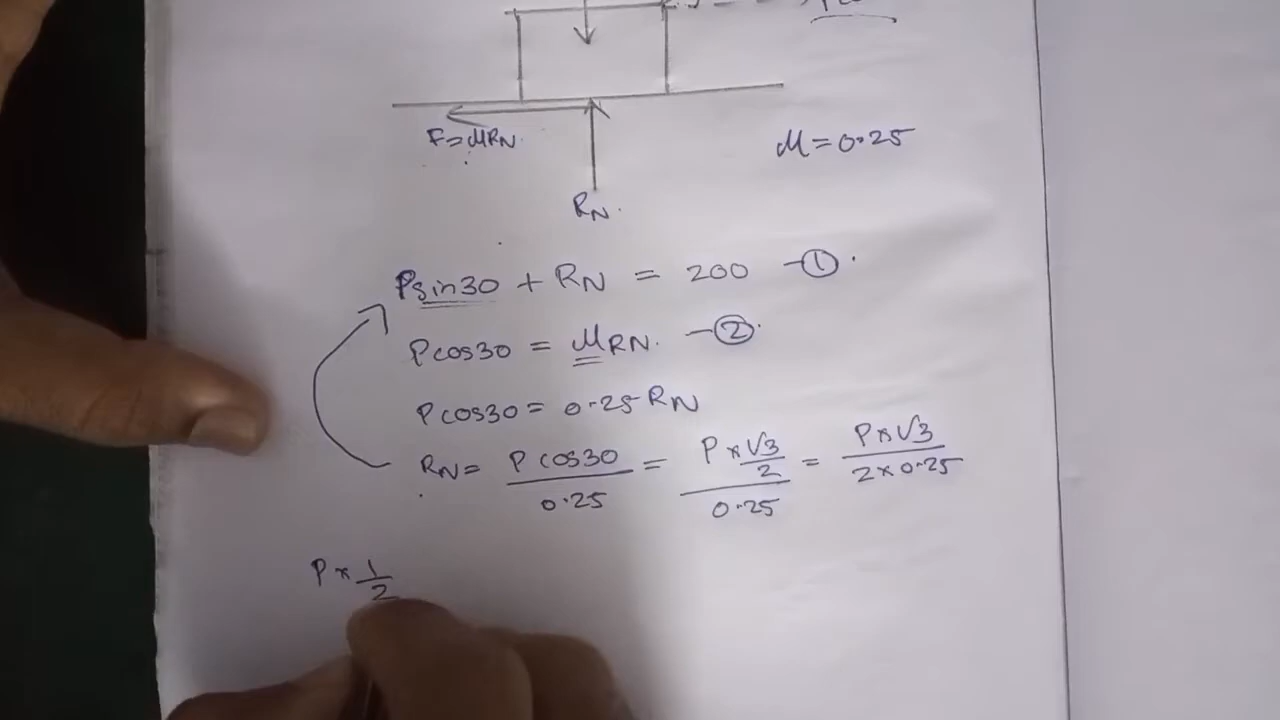 F=μRN
μ=0.25
RN.
Psin30 + RN = 200 -①.
Pcos30 = μRN. -②.
Pcos30 = 0.25 RN
RN = Pcos30/0.25 = P×√3/2/0.25 = P×√3/2×0.25
P×1/2